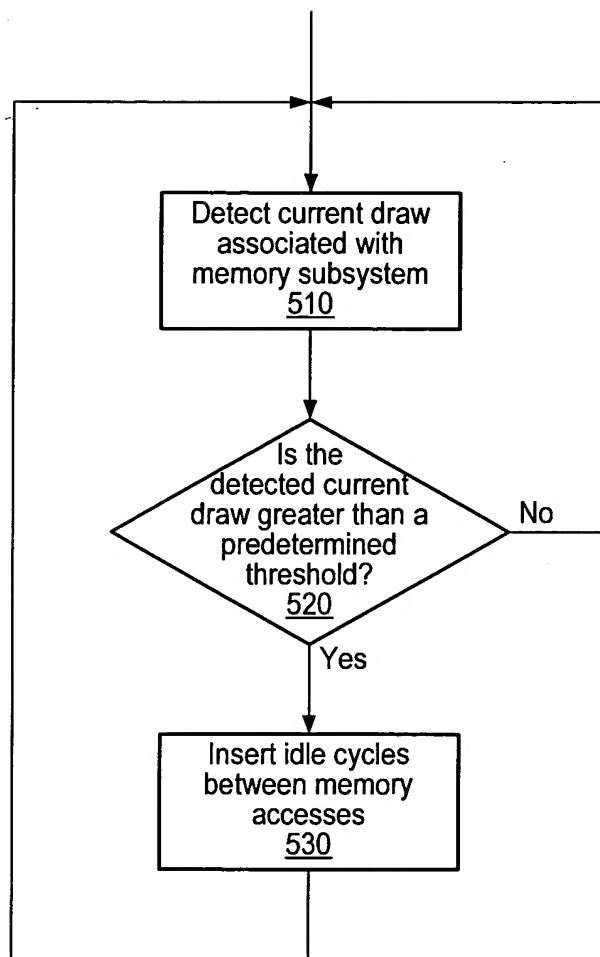 Detect current draw
associated with
memory subsystem
510
Is the
detected current
draw greater than a
predetermined
threshold?
520
No
Yes
Insert idle cycles
between memory
accesses
530